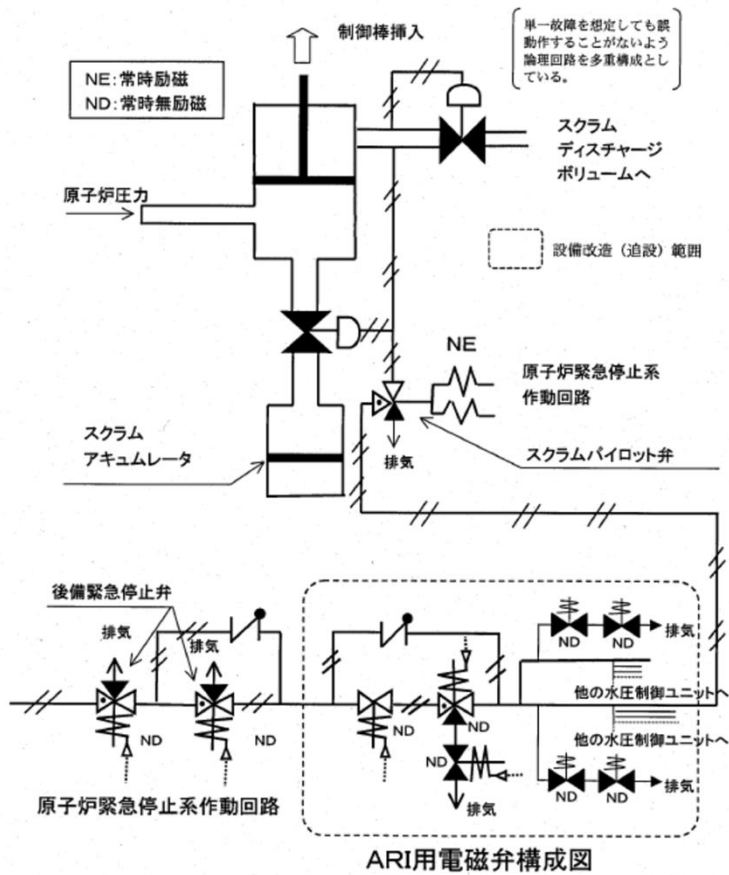 制御棒挿入
単一故障を想定しても誤
動作することがないよう
論理回路を多重構成とし
ている。
NE：常時励磁
ND：常時無励磁
スクラム
ディスチャージ
ボリュームへ
原子炉圧力
設備改造（追設）範囲
NE
原子炉緊急停止系
作動回路
スクラム
アキュムレータ
排気
スクラムパイロット弁
後備緊急停止弁
排気
排気
ND
ND
排気
他の水圧制御ユニットへ
ND
ND
ND
ND
他の水圧制御ユニットへ
ND
ND
排気
ND
排気
原子炉緊急停止系作動回路
ARI用電磁弁構成図